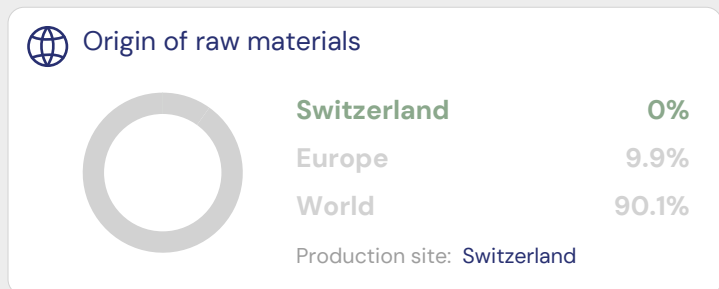 Origin of raw materials
Switzerland 0%
Europe 9.9%
World 90.1%
Production site: Switzerland